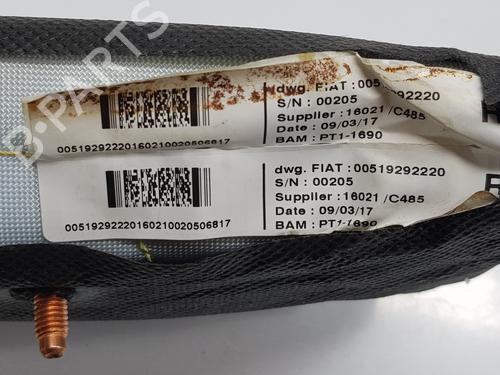 B-PARTS
dwg. FIAT : 00519292220
S/N : 00205
Supplier : 16021 /C485
Date : 09/03/17
BAM : PT1-1690
00519292220160210020506817
dwg. FIAT : 00519292220
S/N : 00205
Supplier : 16021 /C485
Date : 09/03/17
BAM : PT1-1690
00519292220160210020506817